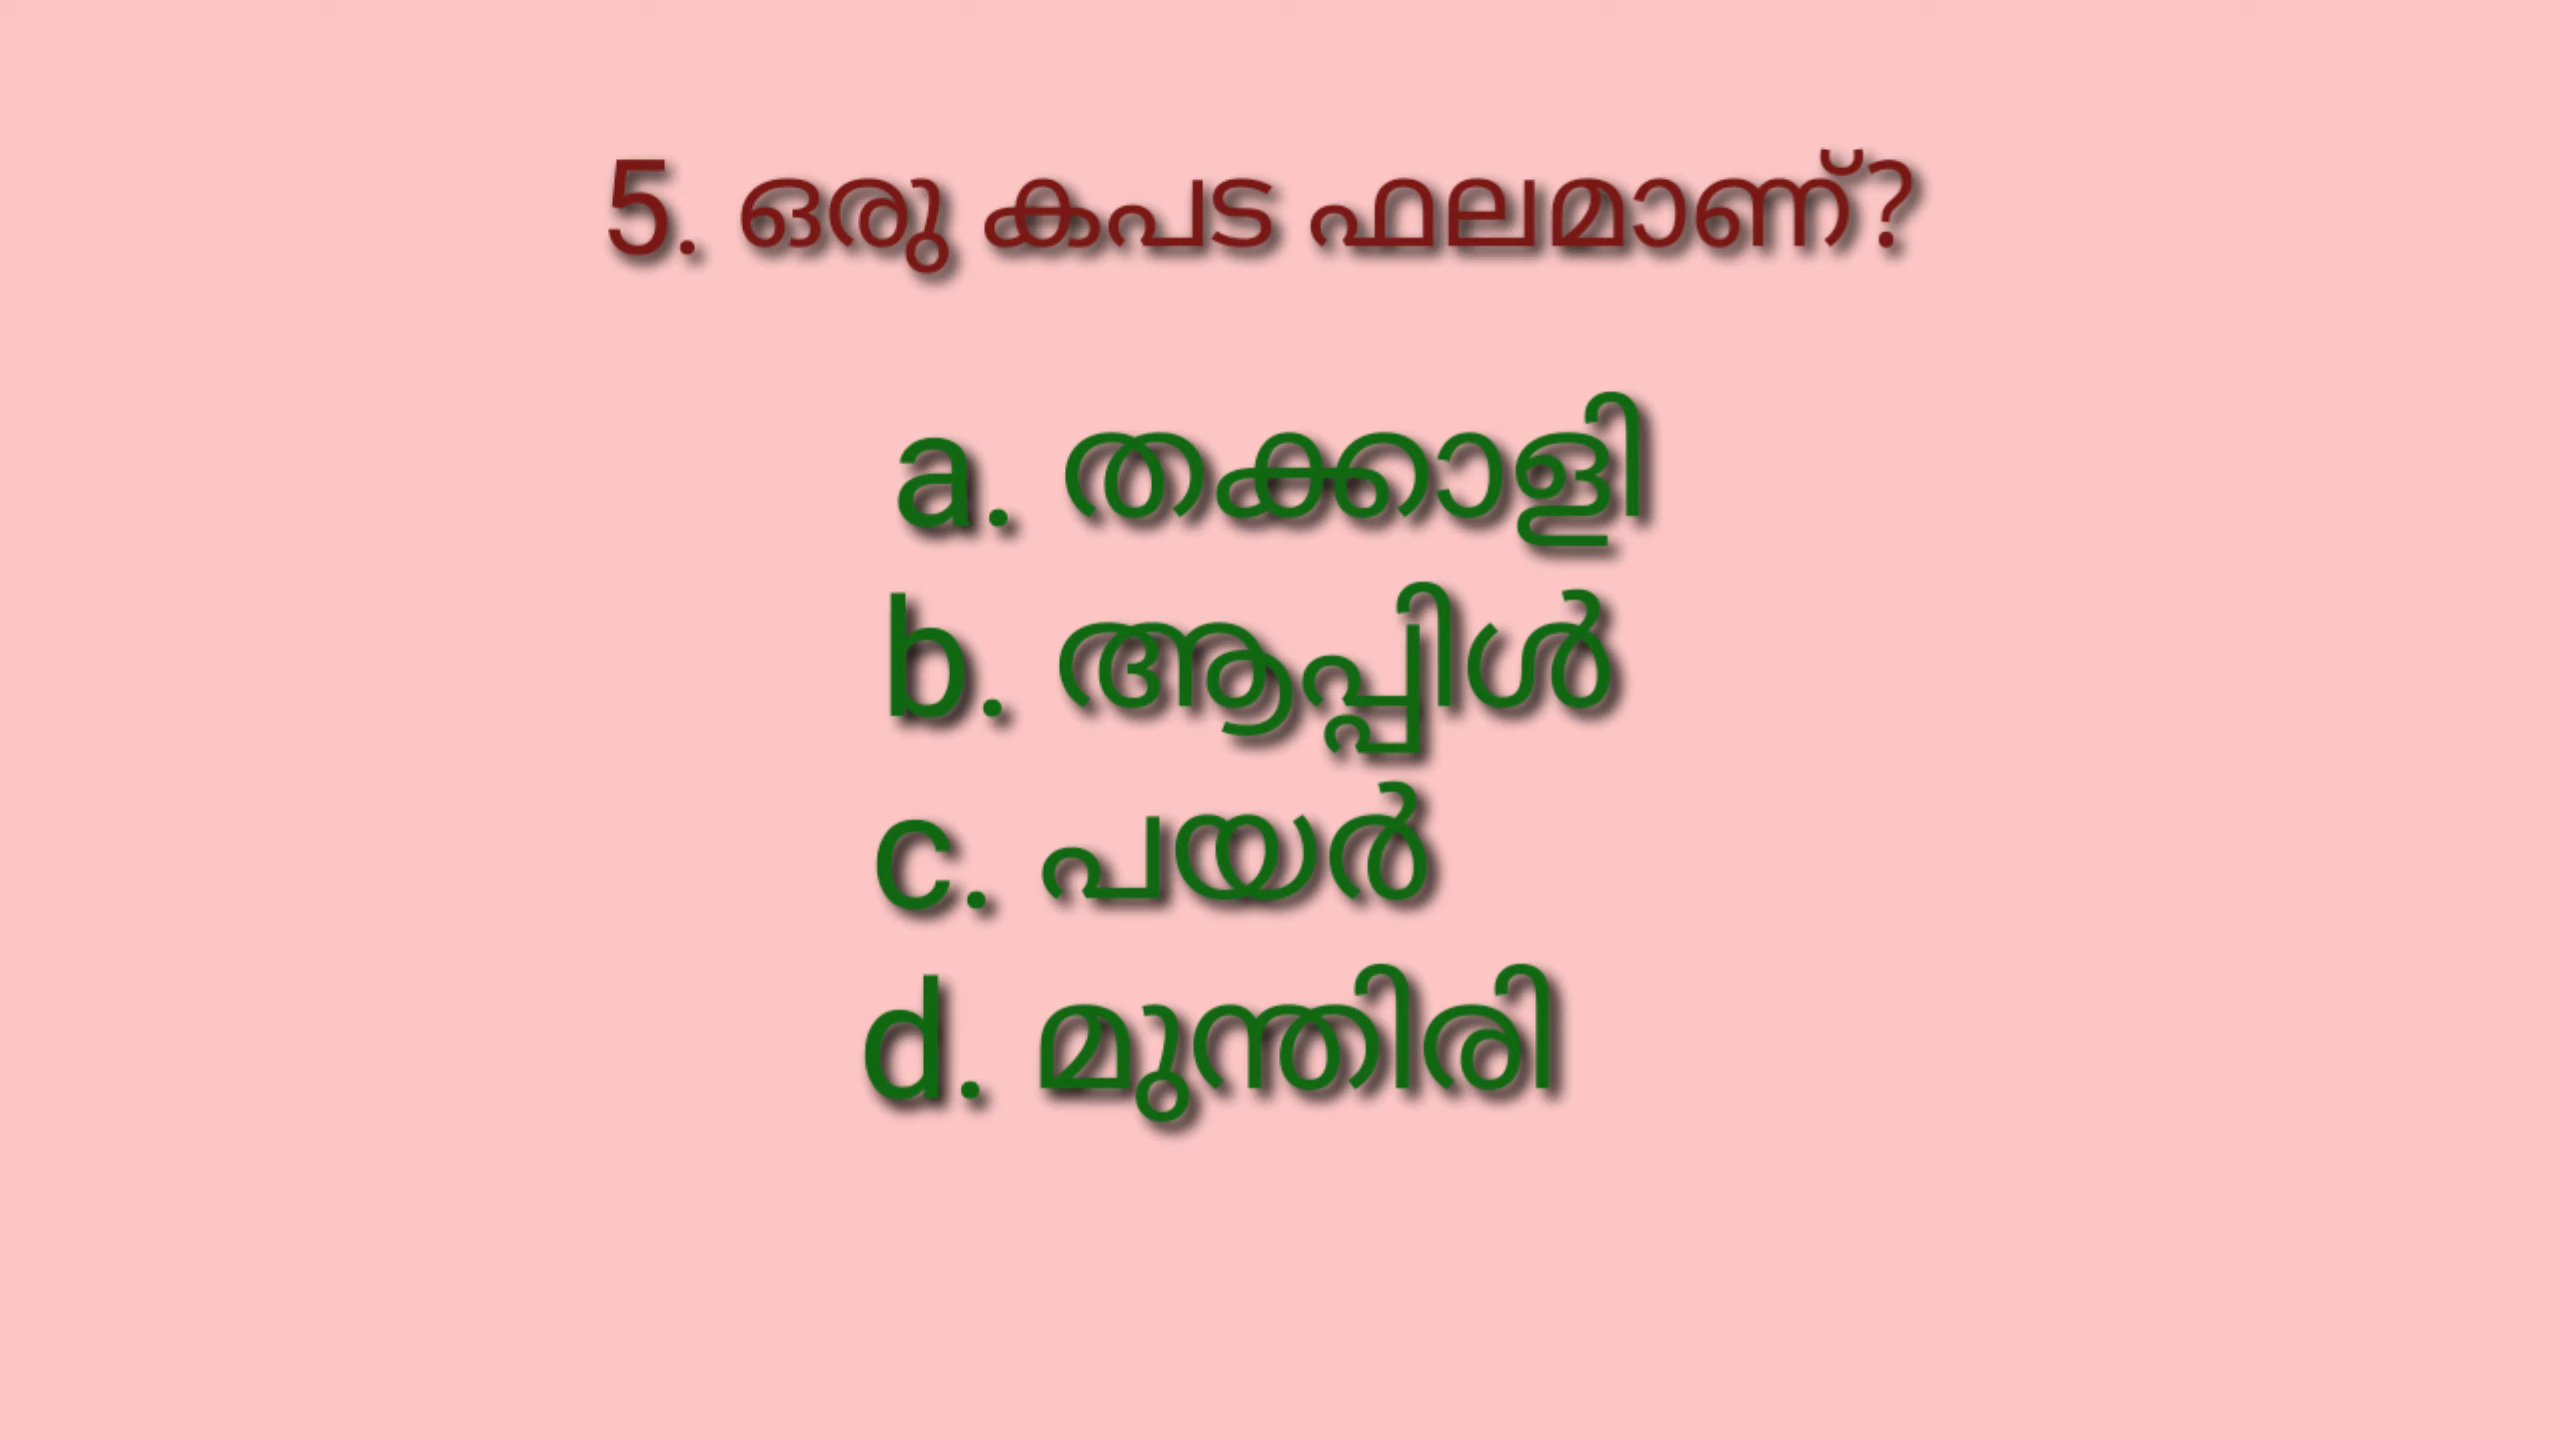 5. ഒരു കപട ഫലമാണ്?
a. തക്കാളി
b. ആപ്പിൾ
c. പയർ
d. മുന്തിരി